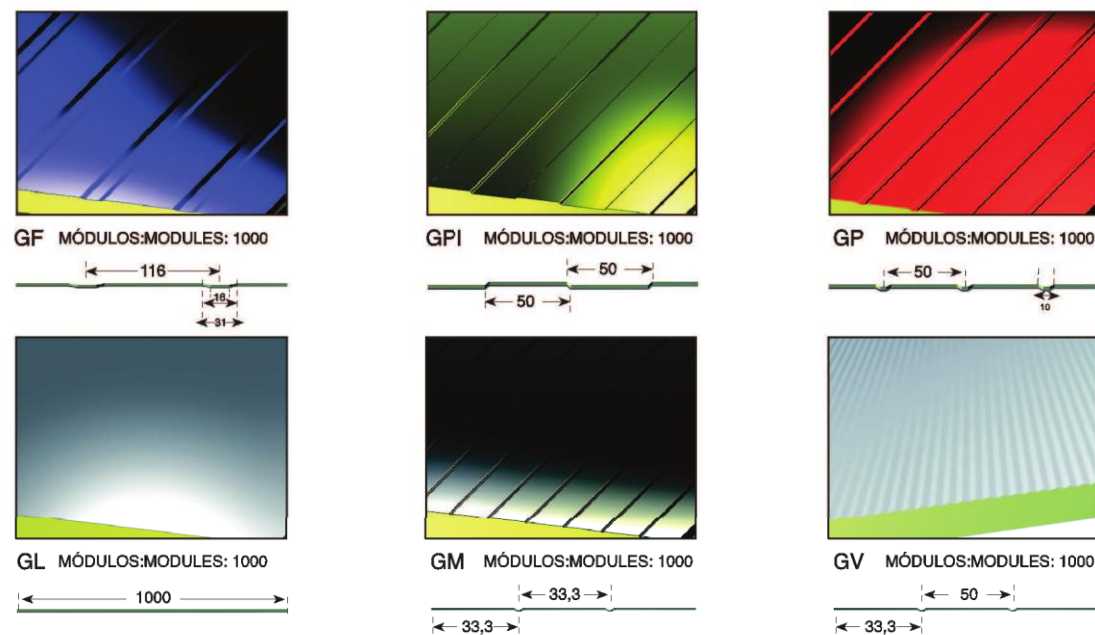 GF MÓDULOS:MODULES: 1000
116
16
31
GPI MÓDULOS:MODULES: 1000
50
50
GP MÓDULOS:MODULES: 1000
50
10
GL MÓDULOS:MODULES: 1000
1000
GM MÓDULOS:MODULES: 1000
33,3
33,3
GV MÓDULOS:MODULES: 1000
50
33,3